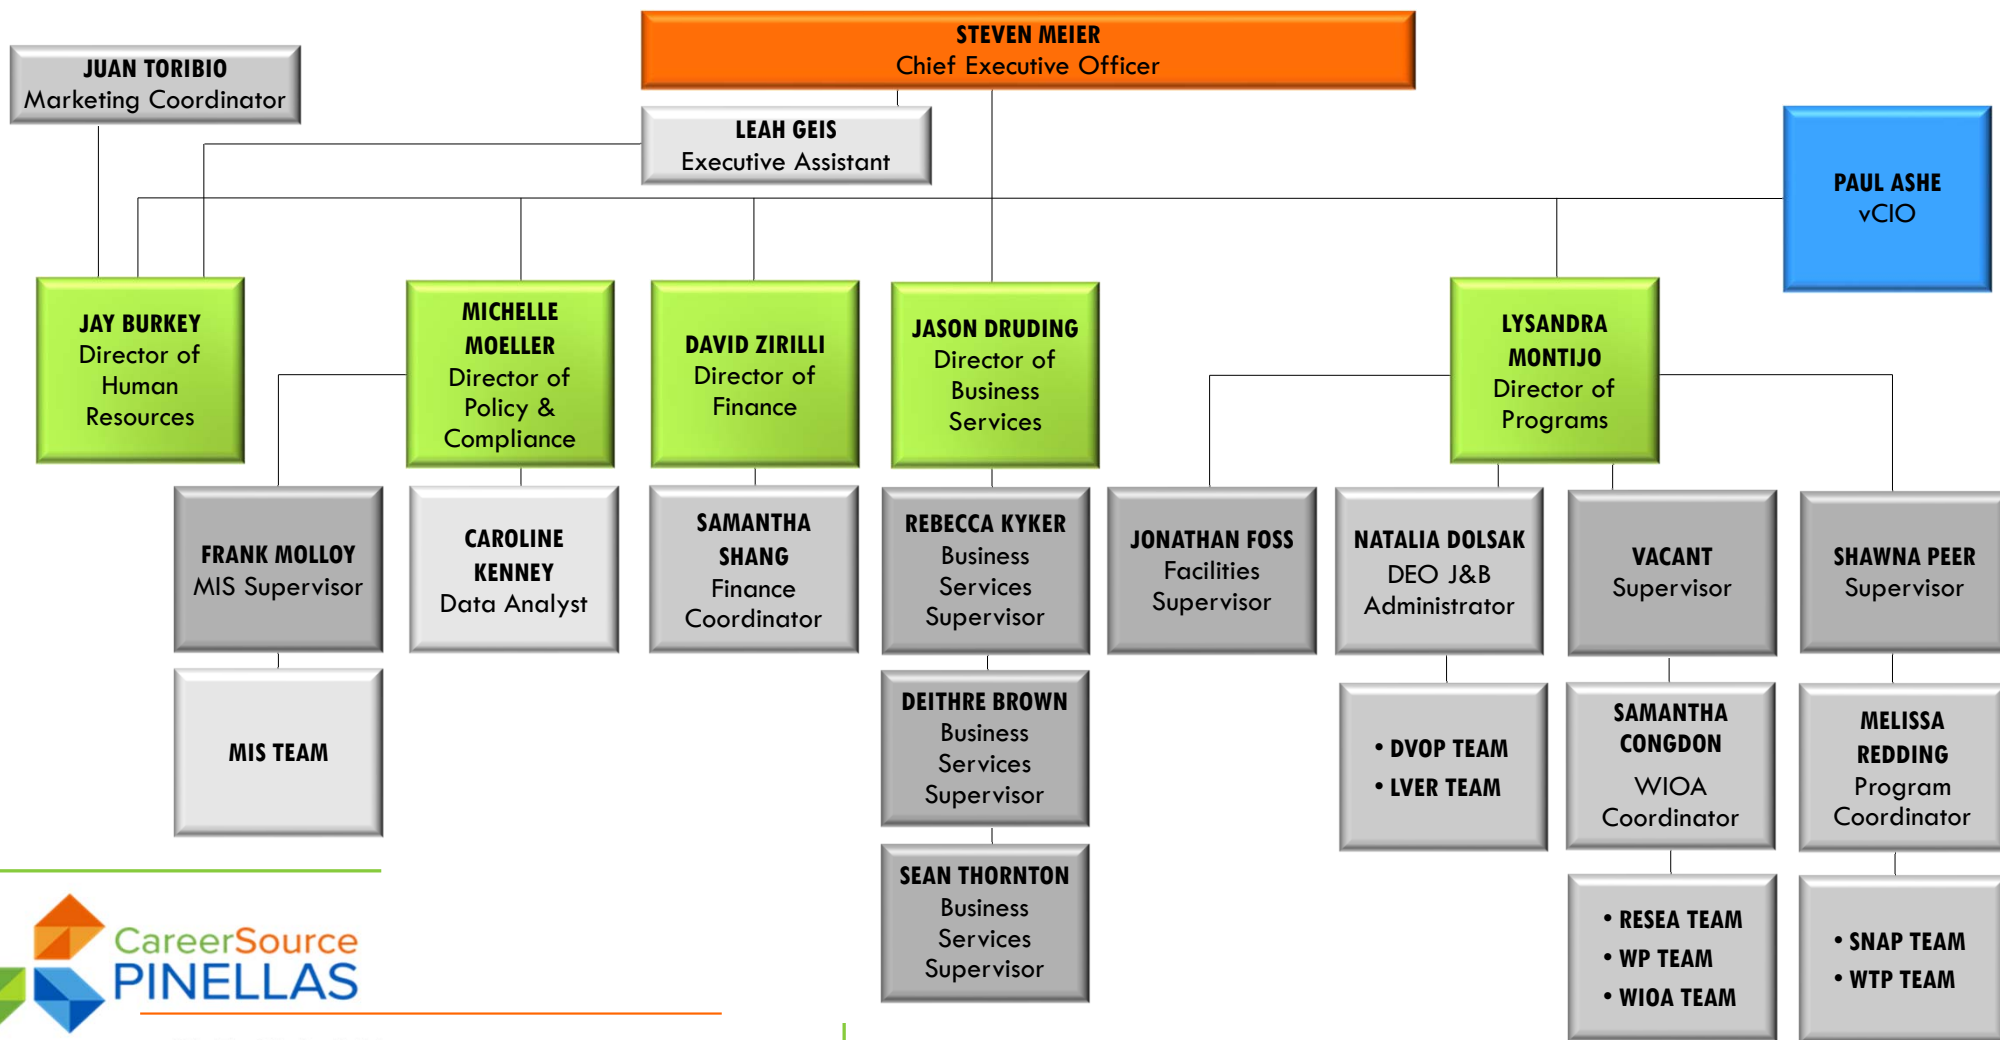 STEVEN MEIER
Chief Executive Officer
JUAN TORIBIO
Marketing Coordinator
LEAH GEIS
Executive Assistant
PAUL ASHE
vCIO
JAY BURKEY
Director of
Human
Resources
MICHELLE
MOELLER
Director of
Policy &
Compliance
DAVID ZIRILLI
Director of
Finance
JASON DRUDING
Director of
Business
Services
LYSANDRA
MONTIJO
Director of
Programs
FRANK MOLLOY
MIS Supervisor
CAROLINE
KENNEY
Data Analyst
SAMANTHA
SHANG
Finance
Coordinator
REBECCA KYKER
Business
Services
Supervisor
JONATHAN FOSS
Facilities
Supervisor
NATALIA DOLSAK
DEO J&B
Administrator
VACANT
Supervisor
SHAWNA PEER
Supervisor
MIS TEAM
DEITHRE BROWN
Business
Services
Supervisor
• DVOP TEAM
• LVER TEAM
SAMANTHA
CONGDON
WIOA
Coordinator
MELISSA
REDDING
Program
Coordinator
SEAN THORNTON
Business
Services
Supervisor
• RESEA TEAM
• WP TEAM
• WIOA TEAM
• SNAP TEAM
• WTP TEAM
CareerSource
PINELLAS